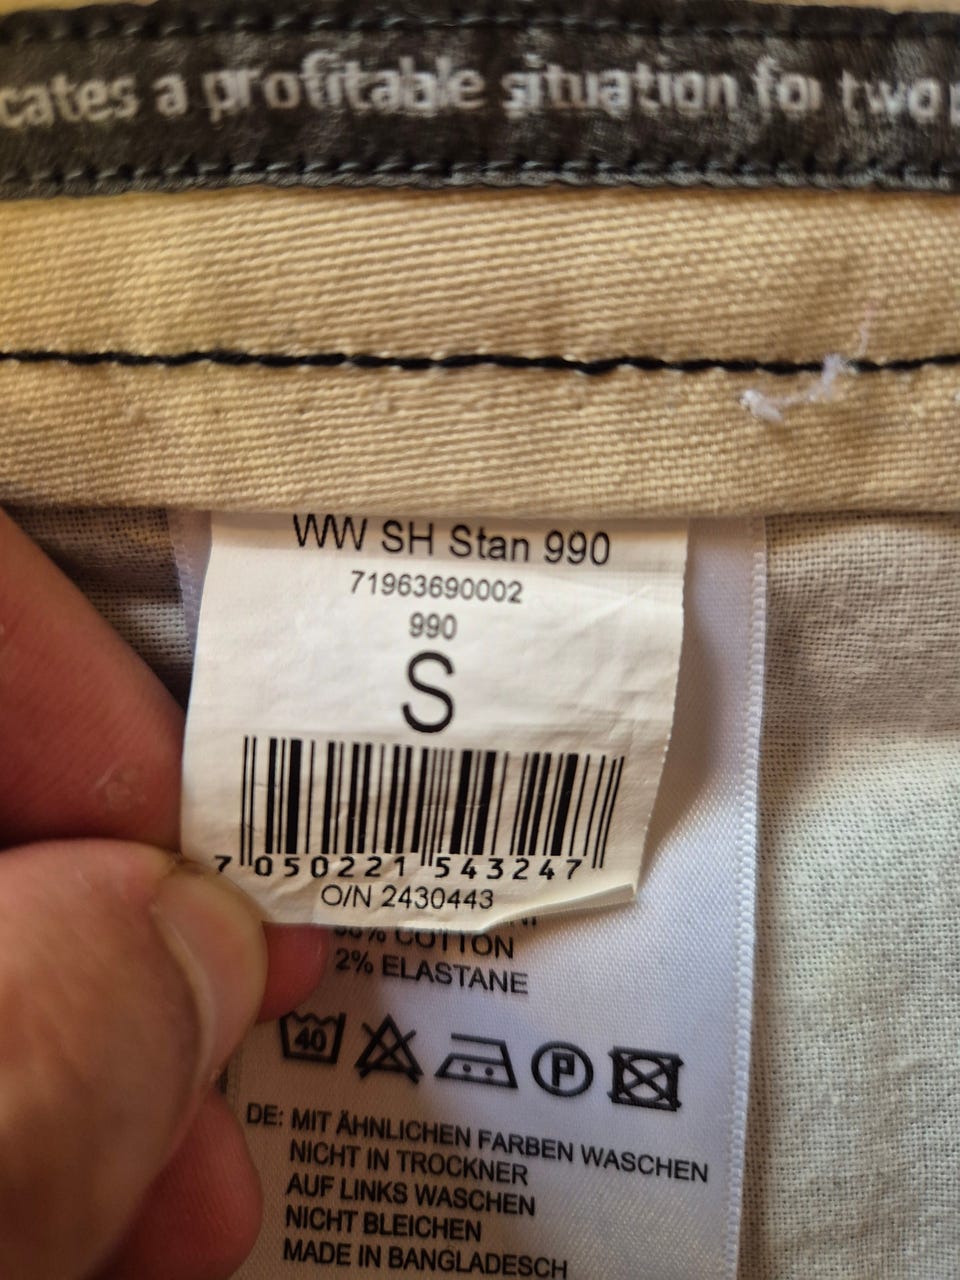 cates a profitable situation for two
WW SH Stan 990
71963690002
990
S
7 050221 543247
O/N 2430443
98% COTTON
2% ELASTANE
40
P
DE: MIT ÄHNLICHEN FARBEN WASCHEN
NICHT IN TROCKNER
AUF LINKS WASCHEN
NICHT BLEICHEN
MADE IN BANGLADESCH